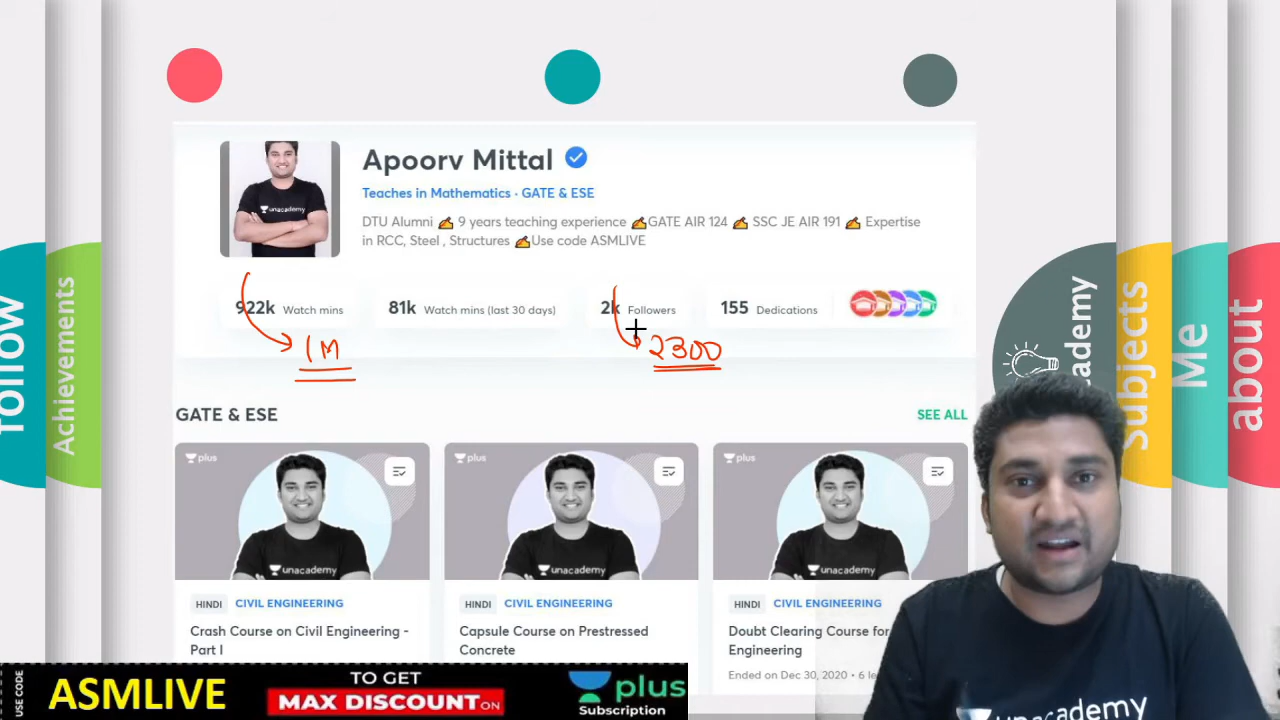 follow
Achievements
Apoorv Mittal
Teaches in Mathematics · GATE & ESE
DTU Alumni ✍ 9 years teaching experience ✍GATE AIR 124 ✍ SSC JE AIR 191 ✍ Expertise
in RCC, Steel , Structures ✍Use code ASMLIVE
922k Watch mins
81k Watch mins (last 30 days)
2k Followers
155 Dedications
1M
2300
GATE & ESE
SEE ALL
plus
plus
plus
unacademy
unacademy
unacademy
unacademy
HINDI CIVIL ENGINEERING
HINDI CIVIL ENGINEERING
HINDI CIVIL ENGINEERING
Crash Course on Civil Engineering -
Part I
Capsule Course on Prestressed
Concrete
Doubt Clearing Course for
Engineering
Ended on Dec 30, 2020 • 6 le
USE CODE
ASMLIVE
TO GET
MAX DISCOUNT ON
plus
Subscription
academy
subjects
Me
about
unacademy